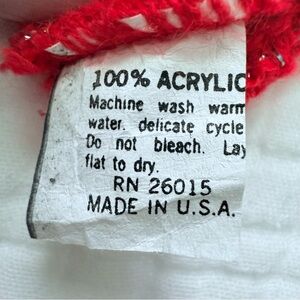 100% ACRYLIC
Machine wash warm
water. delicate cycle
Do not bleach. Lay
flat to dry.
RN 26015
MADE IN U.S.A.